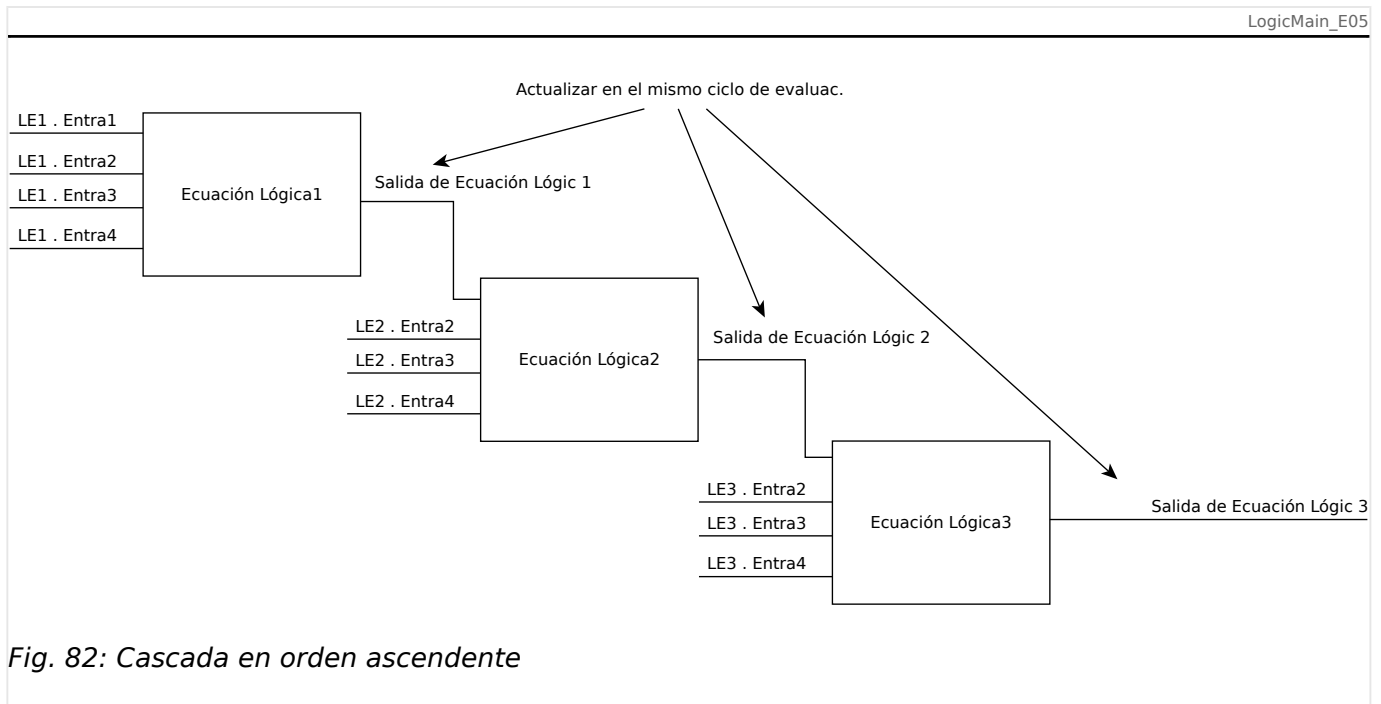 LogicMain_E05
Actualizar en el mismo ciclo de evaluac.
LE1 . Entra1
LE1 . Entra2
LE1 . Entra3
LE1 . Entra4
Ecuación Lógica1
Salida de Ecuación Lógic 1
LE2 . Entra2
LE2 . Entra3
LE2 . Entra4
Ecuación Lógica2
Salida de Ecuación Lógic 2
LE3 . Entra2
LE3 . Entra3
LE3 . Entra4
Ecuación Lógica3
Salida de Ecuación Lógic 3
Fig. 82: Cascada en orden ascendente